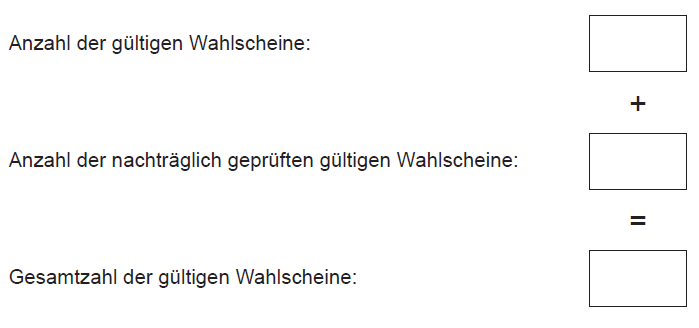 Anzahl der gültigen Wahlscheine:
+
Anzahl der nachträglich geprüften gültigen Wahlscheine:
=
Gesamtzahl der gültigen Wahlscheine: